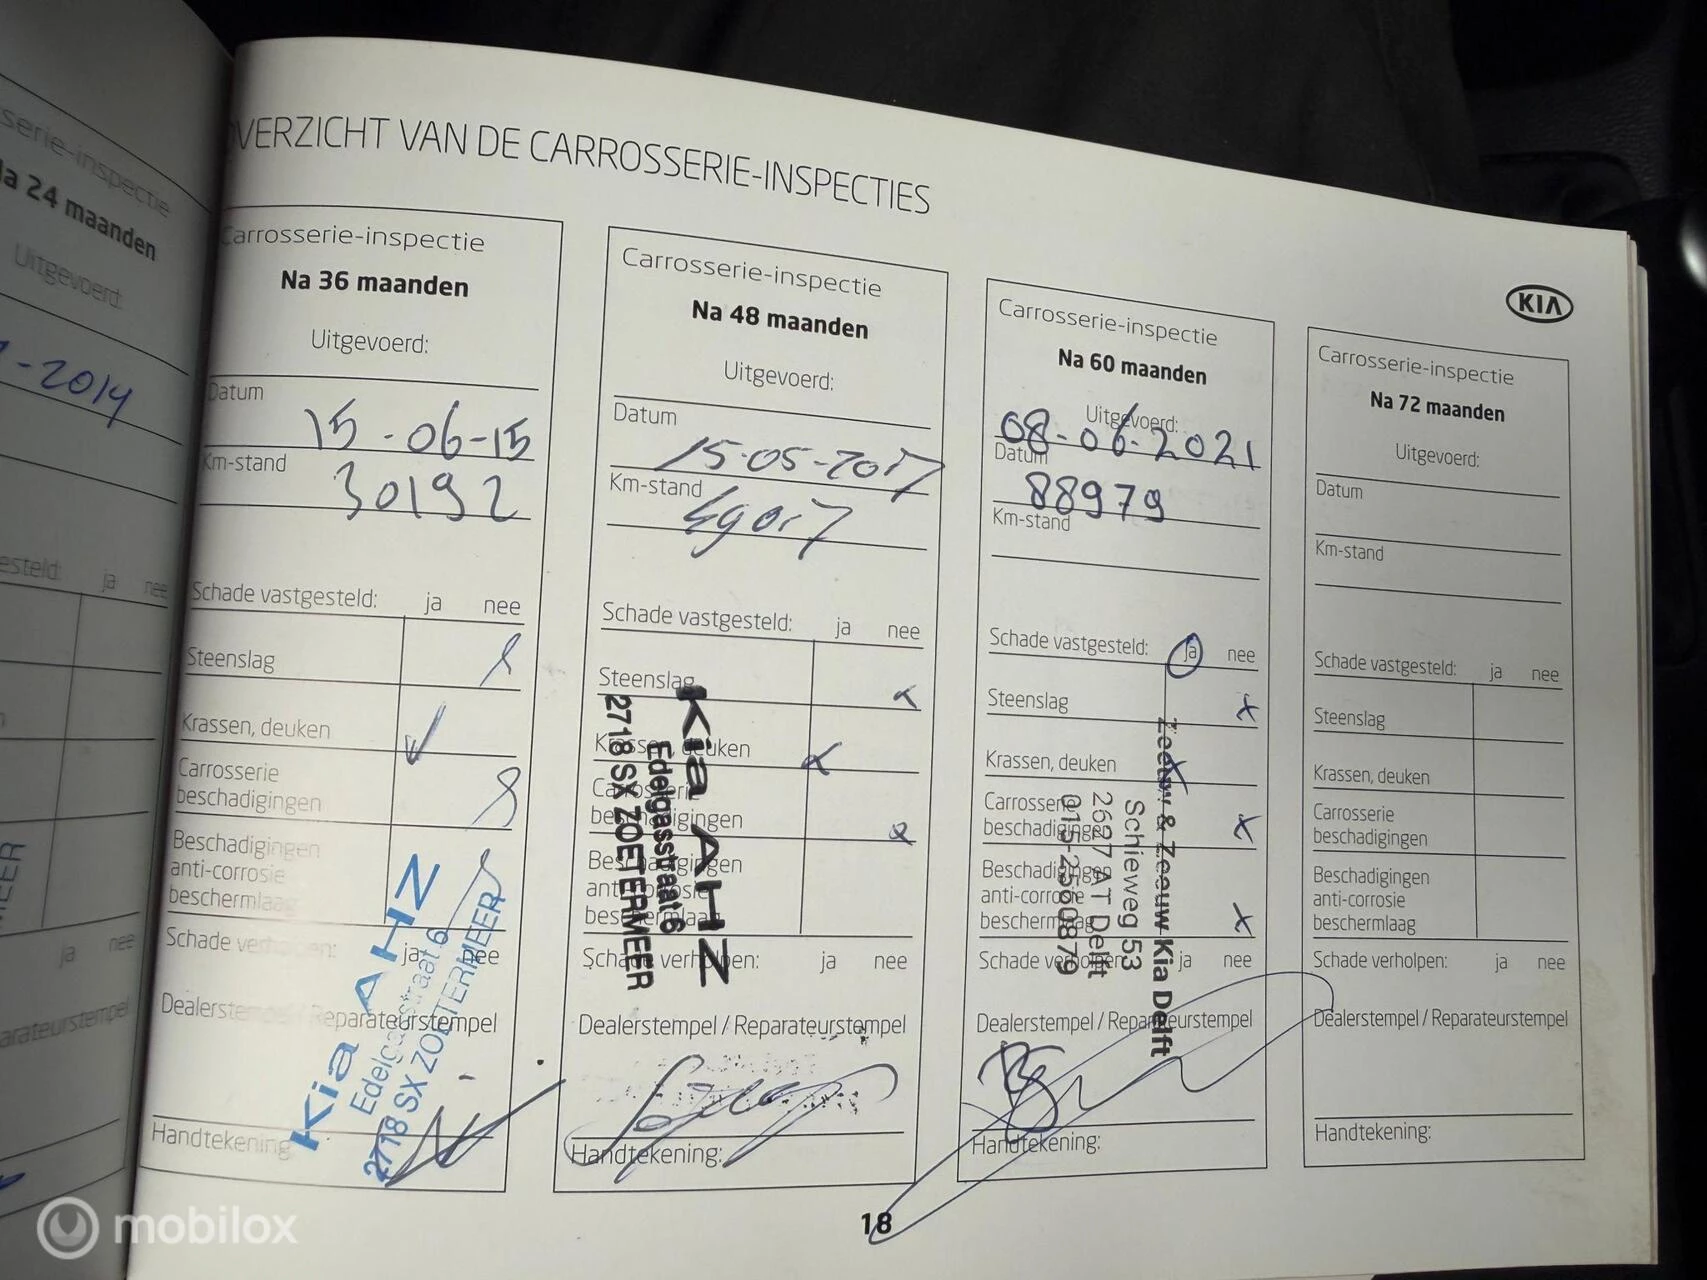 serie-inspectie
Na 24 maanden
Uitgevoerd:
-2014
esteld: ja nee
MEER
ja nee
arateurstempel
OVERZICHT VAN DE CARROSSERIE-INSPECTIES
KIA
Carrosserie-inspectie
Na 36 maanden
Uitgevoerd:
Datum
15-06-15
Km-stand
30192
Schade vastgesteld: ja nee
Steenslag
Krassen, deuken
Carrosserie
beschadigingen
Beschadigingen
anti-corrosie
beschermlaag
Schade verholpen: ja nee
Dealerstempel / Reparateurstempel
Kia AHZ
Edelgasstraat 6
2718 SX ZOETERMEER
Handtekening
Carrosserie-inspectie
Na 48 maanden
Uitgevoerd:
Datum
15-05-2017
Km-stand
Schade vastgesteld: ja nee
Steenslag
Krassen, deuken
Carrosserie
beschadigingen
Beschadigingen
anti-corrosie
beschermlaag
Schade verholpen: ja nee
Kia AHZ
Edelgasstraat 6
2718 SX ZOETERMEER
Dealerstempel / Reparateurstempel
Handtekening:
Carrosserie-inspectie
Na 60 maanden
Uitgevoerd:
08-06-2021
Datum
88979
Km-stand
Schade vastgesteld: ja nee
Steenslag
Krassen, deuken
Carrosserie
beschadigingen
Beschadigingen
anti-corrosie
beschermlaag
Schade verholpen: ja nee
Zeeuw & Zeeuw Kia Delft
Schieweg 53
2627 AT Delft
015-2560879
Dealerstempel / Reparateurstempel
Handtekening:
Carrosserie-inspectie
Na 72 maanden
Uitgevoerd:
Datum
Km-stand
Schade vastgesteld: ja nee
Steenslag
Krassen, deuken
Carrosserie
beschadigingen
Beschadigingen
anti-corrosie
beschermlaag
Schade verholpen: ja nee
Dealerstempel / Reparateurstempel
Handtekening:
18
mobilox